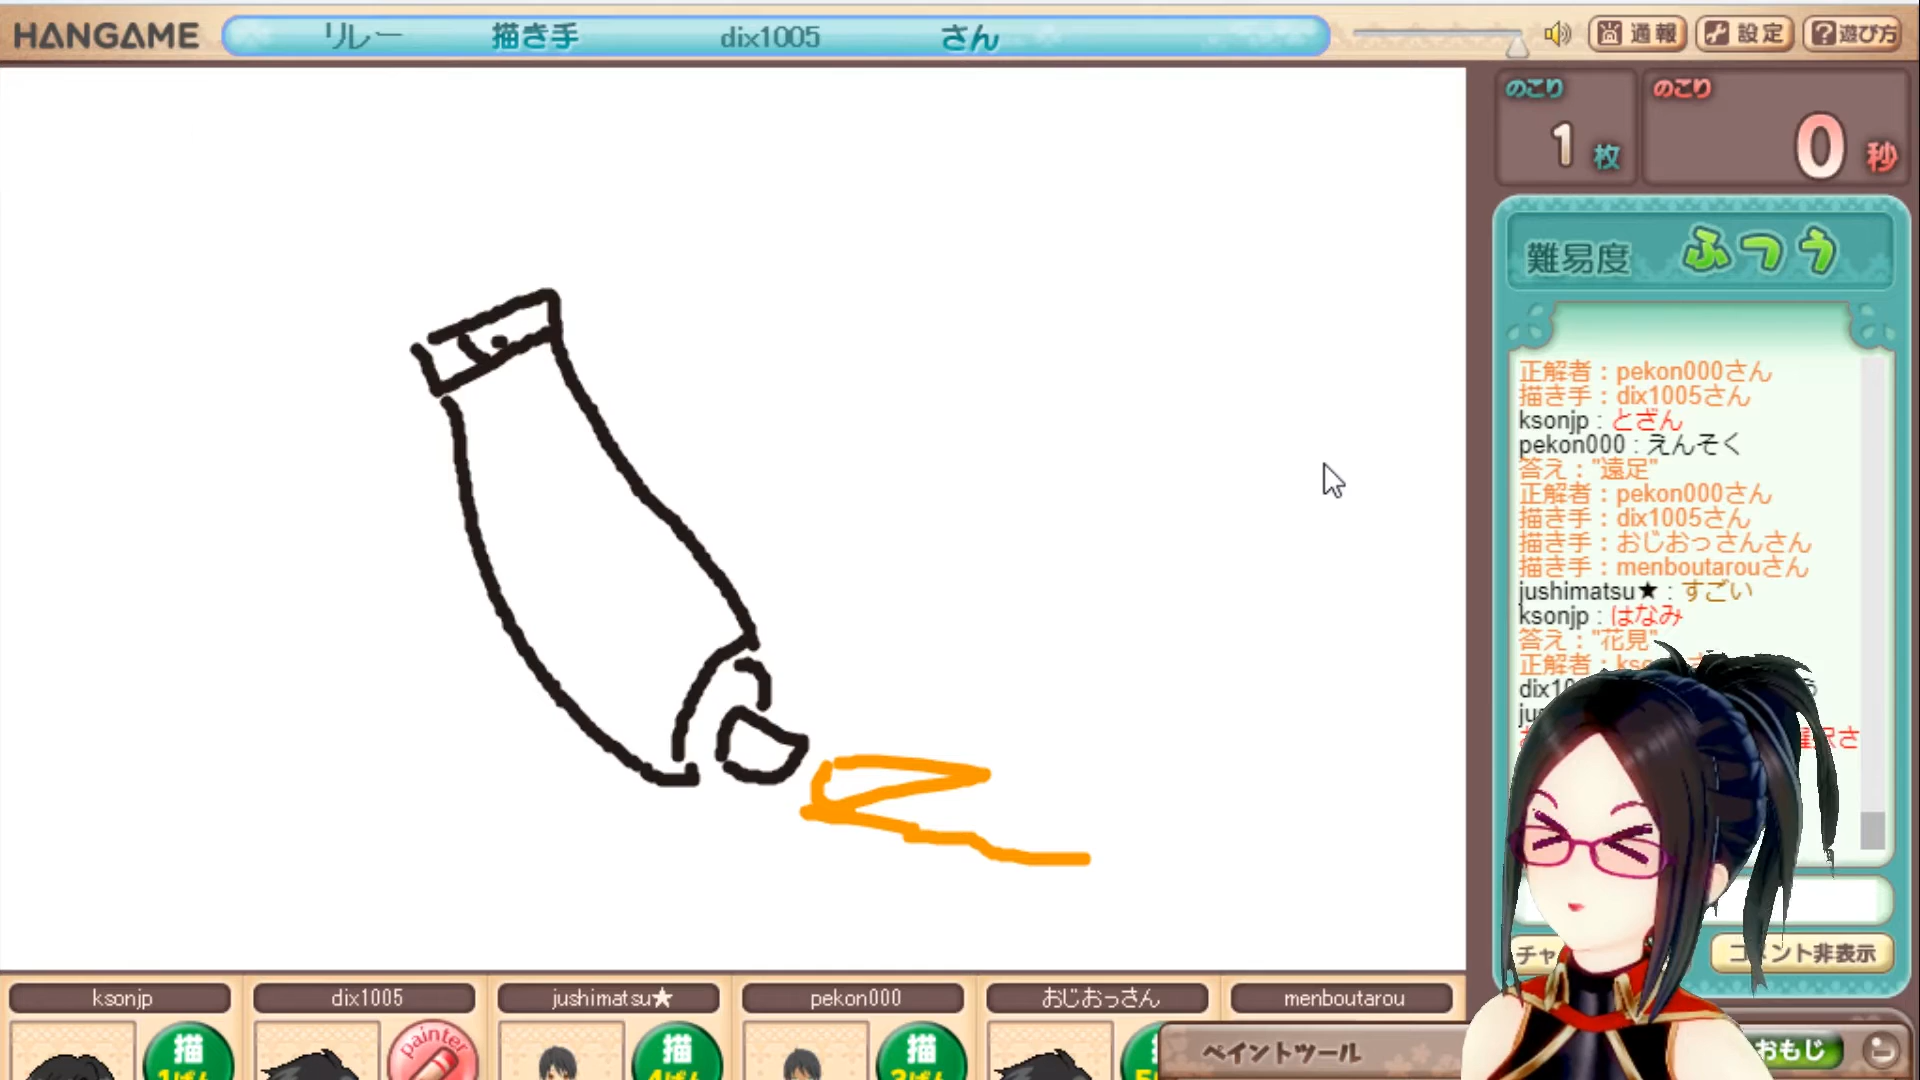 HANGAME リレー 描き手 dix1005 さん 通報 設定 ?遊び方
のこり 1 枚
のこり 0 秒
難易度 ふつう
正解者：pekon000さん
描き手：dix1005さん
ksonjp：とざん
pekon000：えんそく
答え："遠足"
正解者：pekon000さん
描き手：dix1005さん
描き手：おじおっさんさん
描き手：menboutarouさん
jushimatsu★：すごい
ksonjp：はなみ
答え："花見"
正解者：kso
dix10
jus
コメント非表示
チャ
ksonjp dix1005 jushimatsu★ pekon000 おじおっさん menboutarou
描 painter 描 描
ペイントツール
おもじ